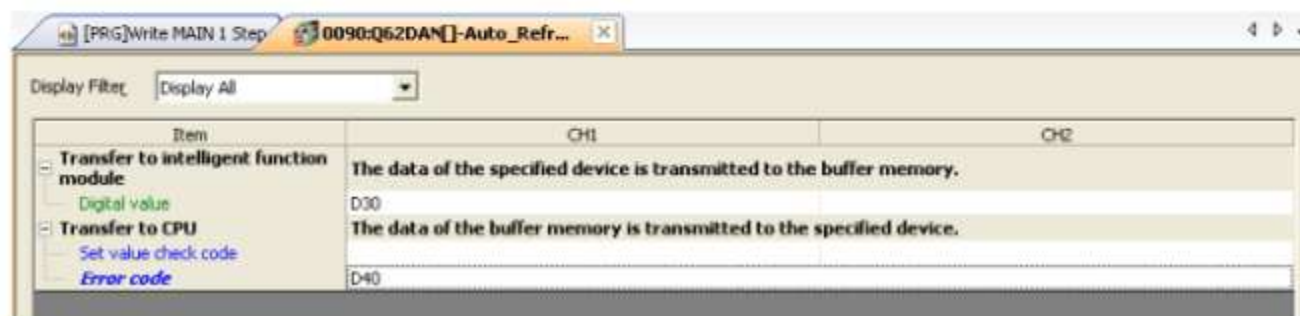 [PRG]Write MAIN 1 Step 0090:Q62DAN[]-Auto_Refr...
Display Filter Display All
Item CH1 CH2
Transfer to intelligent function module The data of the specified device is transmitted to the buffer memory.
Digital value D30
Transfer to CPU The data of the buffer memory is transmitted to the specified device.
Set value check code
Error code D40